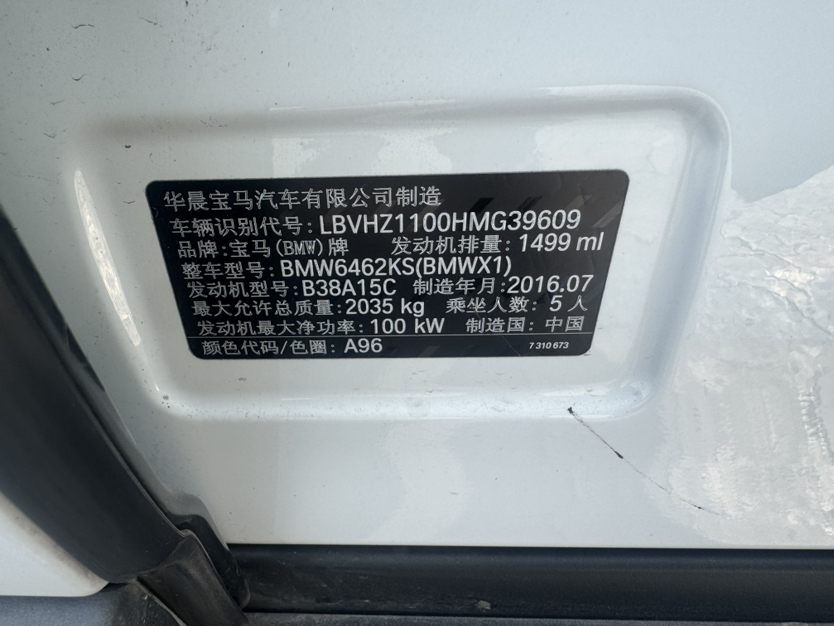 华晨宝马汽车有限公司制造
车辆识别代号: LBVHZ1100HMG39609
品牌:宝马(BMW)牌 发动机排量: 1499 ml
整车型号: BMW6462KS(BMWX1)
发动机型号: B38A15C 制造年月:2016.07
最大允许总质量:2035 kg 乘坐人数: 5 人
发动机最大净功率: 100 kW 制造国: 中国
颜色代码/色圈: A96 7 310 673